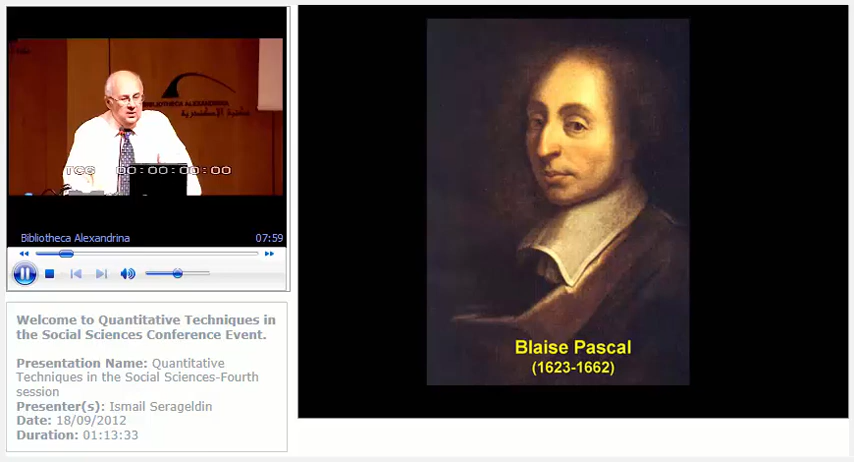 BIBLIOTHECA ALEXANDRINA
مكتبة الإسكندرية
TCG 00:00:00:00
Bibliotheca Alexandrina 07:59
Welcome to Quantitative Techniques in
the Social Sciences Conference Event.
Presentation Name: Quantitative
Techniques in the Social Sciences-Fourth
session
Presenter(s): Ismail Serageldin
Date: 18/09/2012
Duration: 01:13:33
Blaise Pascal
(1623-1662)